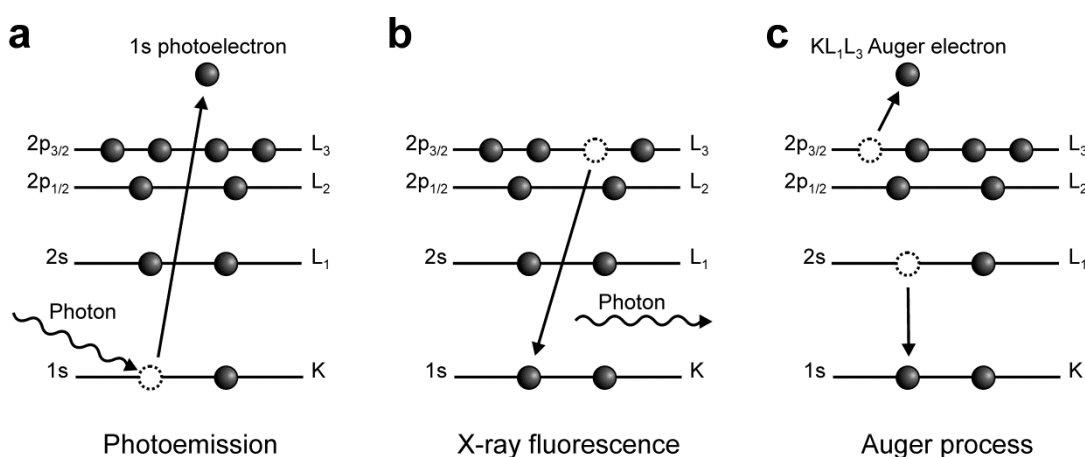 a
1s photoelectron
2p3/2
L3
2p1/2
L2
2s
L1
Photon
1s
K
Photoemission
b
2p3/2
L3
2p1/2
L2
2s
L1
Photon
1s
K
X-ray fluorescence
c
KL1L3 Auger electron
2p3/2
L3
2p1/2
L2
2s
L1
1s
K
Auger process